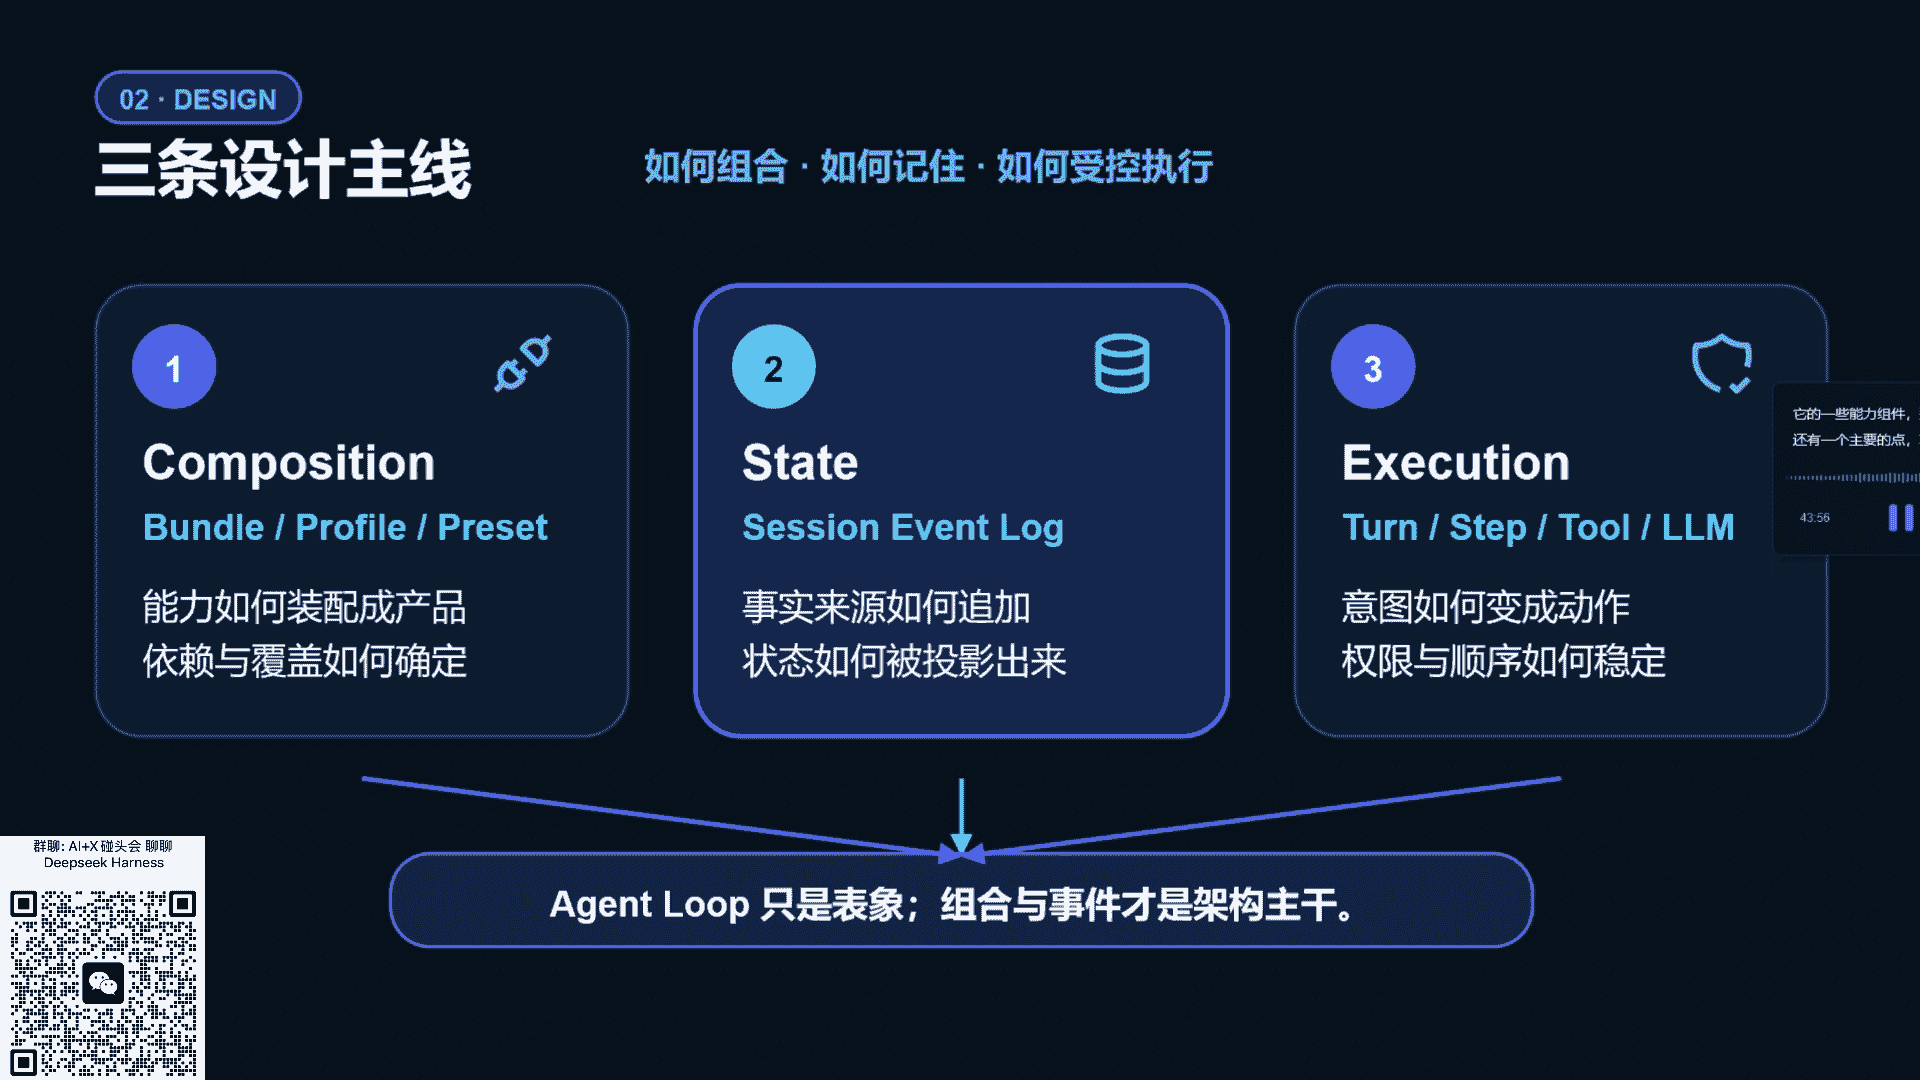 02 · DESIGN
三条设计主线
如何组合 · 如何记住 · 如何受控执行
1
Composition
Bundle / Profile / Preset
能力如何装配成产品
依赖与覆盖如何确定
2
State
Session Event Log
事实来源如何追加
状态如何被投影出来
3
Execution
Turn / Step / Tool / LLM
意图如何变成动作
权限与顺序如何稳定
它的一些能力组件，
还有一个主要的点，
43:56
Agent Loop 只是表象；组合与事件才是架构主干。
群聊: AI+X 碰头会 聊聊
Deepseek Harness